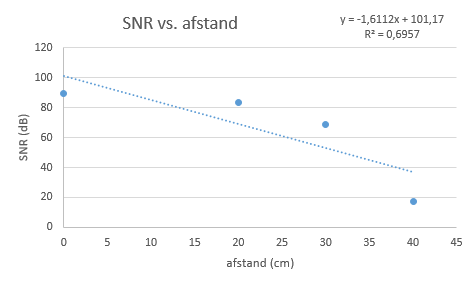 SNR vs. afstand
y = -1,6112x + 101,17
R² = 0,6957
120
100
80
60
40
20
0
SNR (dB)
0 5 10 15 20 25 30 35 40 45
afstand (cm)